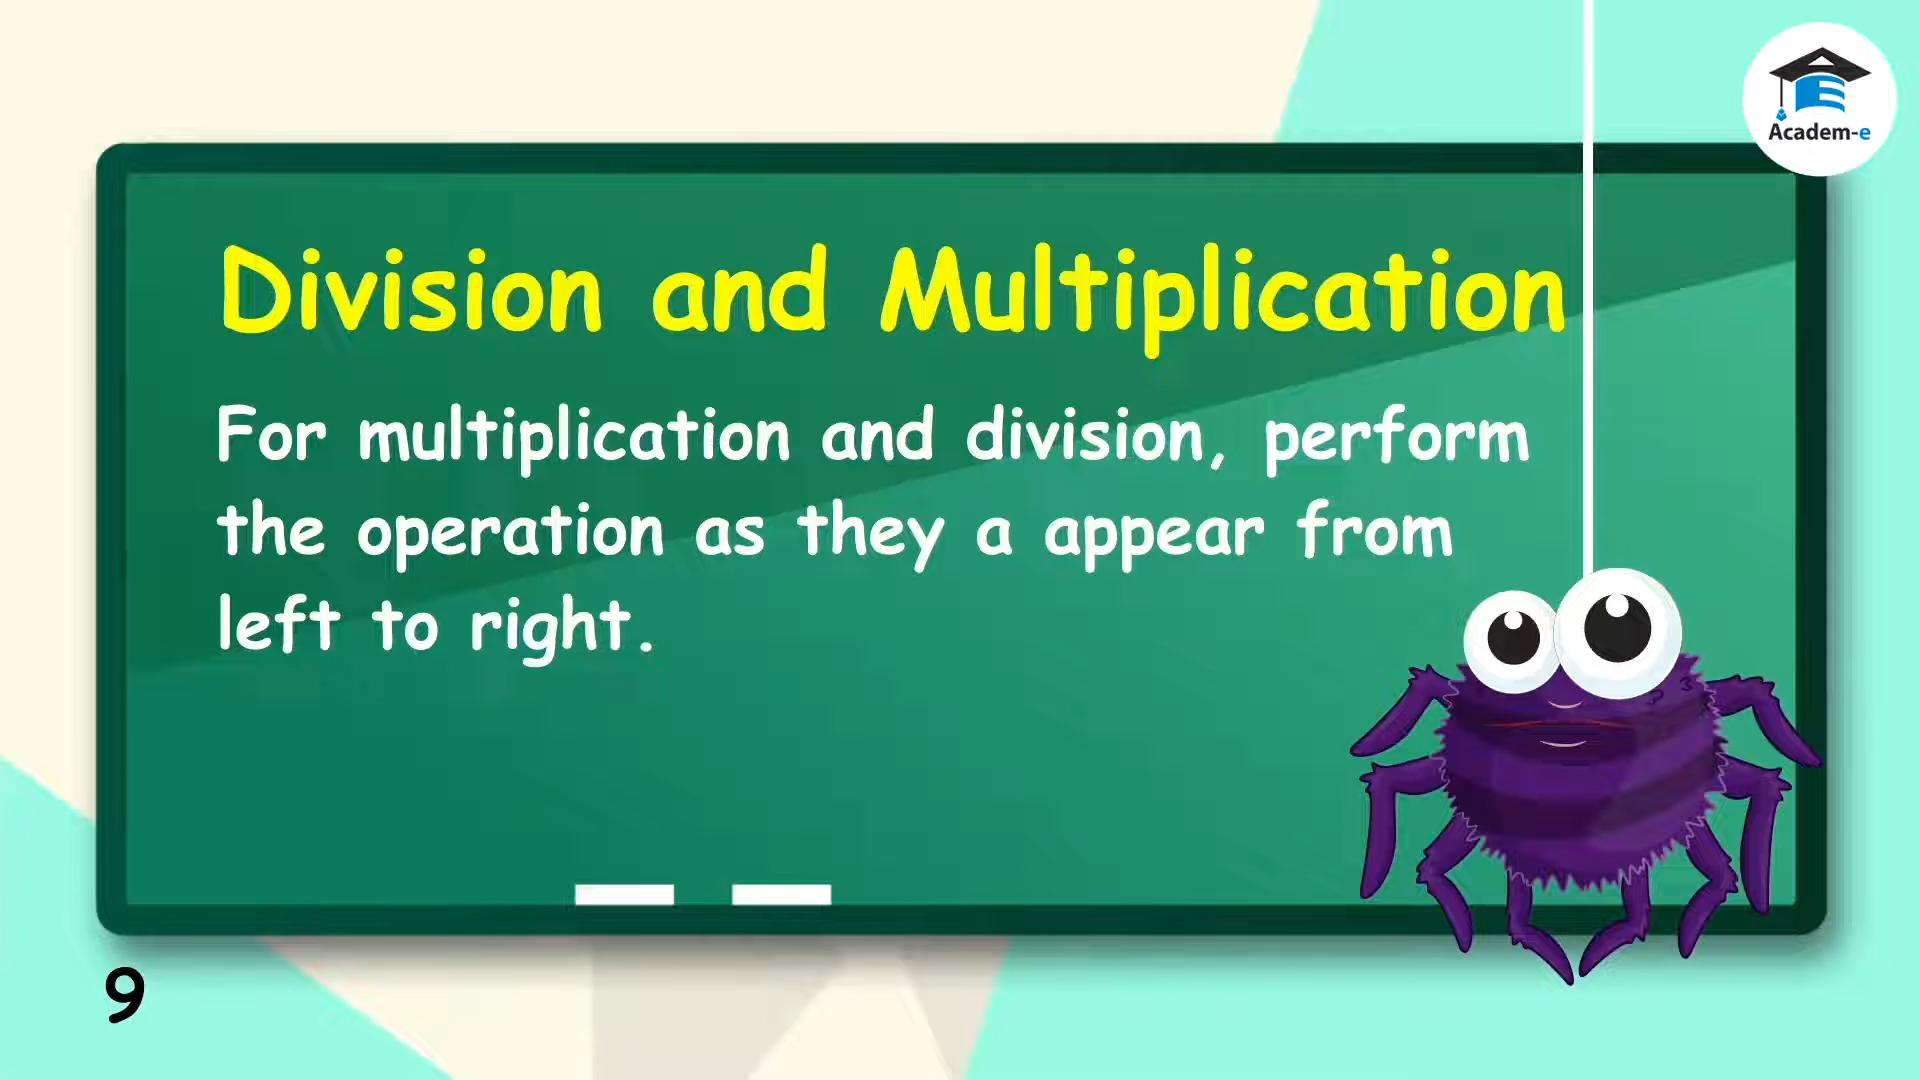 Academ-e
Division and Multiplication
For multiplication and division, perform
the operation as they a appear from
left to right.
9